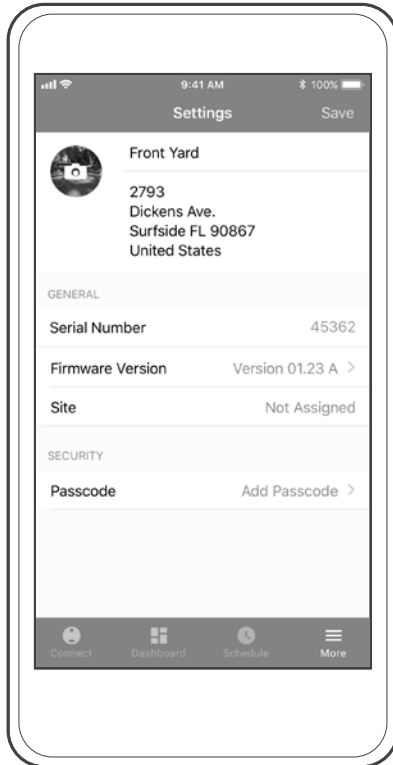 9:41 AM 100%
Settings Save
Front Yard
2793
Dickens Ave.
Surfside FL 90867
United States
GENERAL
Serial Number 45362
Firmware Version Version 01.23 A >
Site Not Assigned
SECURITY
Passcode Add Passcode >
Connect Dashboard Schedule More